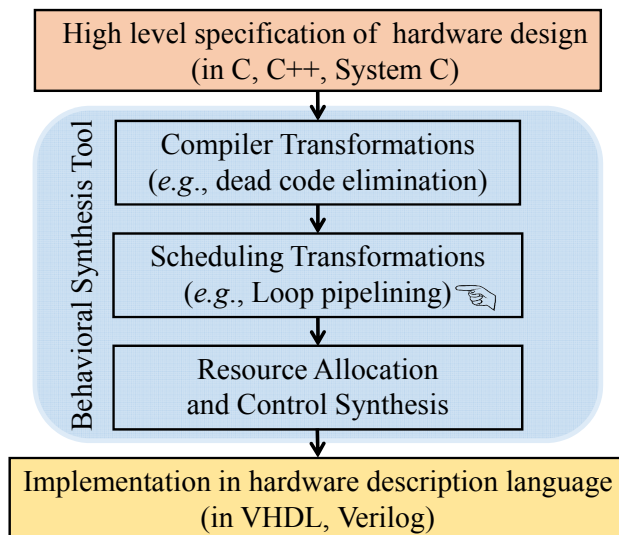 High level specification of hardware design
(in C, C++, System C)
Behavioral Synthesis Tool
Compiler Transformations
(e.g., dead code elimination)
Scheduling Transformations
(e.g., Loop pipelining)
Resource Allocation
and Control Synthesis
Implementation in hardware description language
(in VHDL, Verilog)